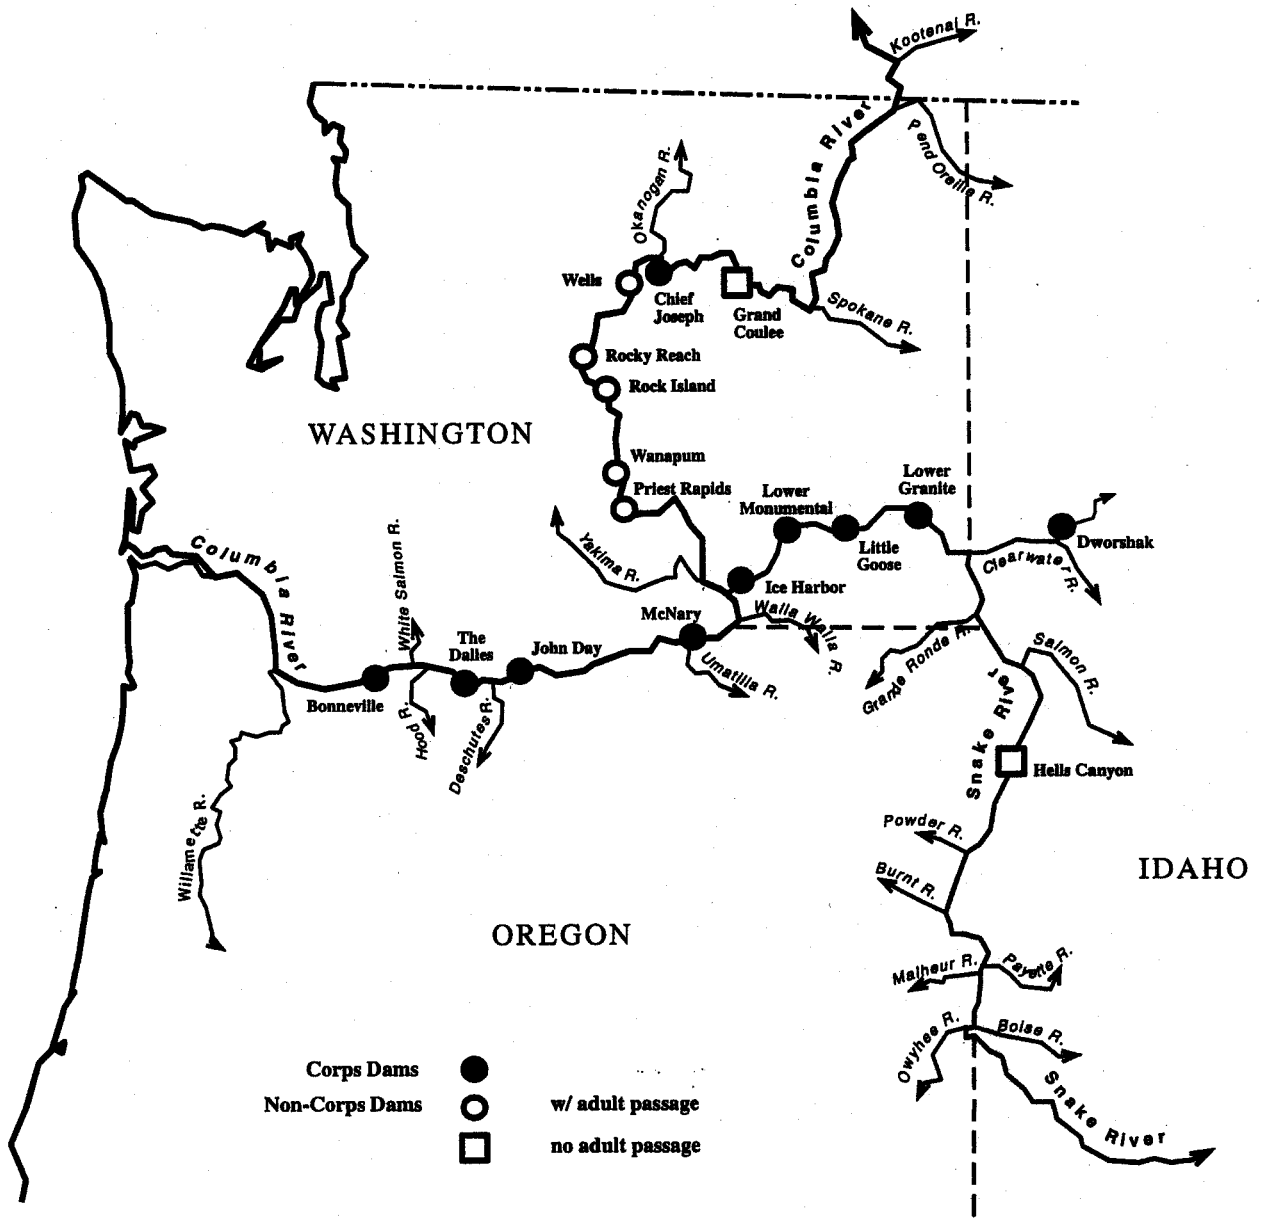 Kootenai R.
Columbia River
Pend Oreille R.
Okanogan R.
Wells
Chief
Joseph
Grand
Coulee
Spokane R.
Rocky Reach
Rock Island
WASHINGTON
Wanapum
Priest Rapids
Lower
Monumental
Lower
Granite
Little
Goose
Dworshak
Clearwater R.
Columbia River
White Salmon R.
Yakima R.
Ice Harbor
McNary
Walla Walla R.
The
Dalles
John Day
Umatilla R.
Grande Ronde R.
Salmon R.
Bonneville
Hood R.
Deschutes R.
Snake River
Hells Canyon
Willamette R.
Powder R.
IDAHO
Burnt R.
OREGON
Malheur R.
Payette R.
Owyhee R.
Boise R.
Snake River
Corps Dams
Non-Corps Dams
w/ adult passage
no adult passage